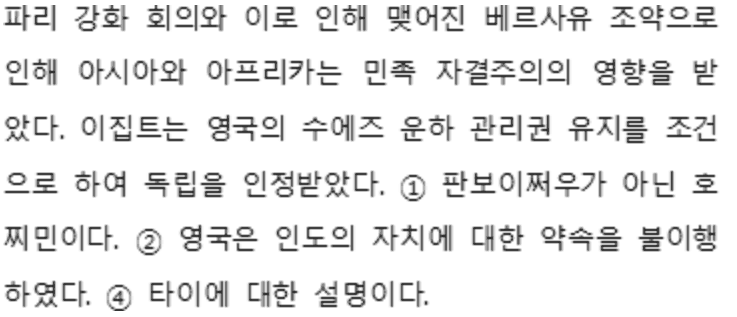 파리 강화 회의와 이로 인해 맺어진 베르사유 조약으로
인해 아시아와 아프리카는 민족 자결주의의 영향을 받
았다. 이집트는 영국의 수에즈 운하 관리권 유지를 조건
으로 하여 독립을 인정받았다. ① 판보이쩌우가 아닌 호
찌민이다. ② 영국은 인도의 자치에 대한 약속을 불이행
하였다. ④ 타이에 대한 설명이다.